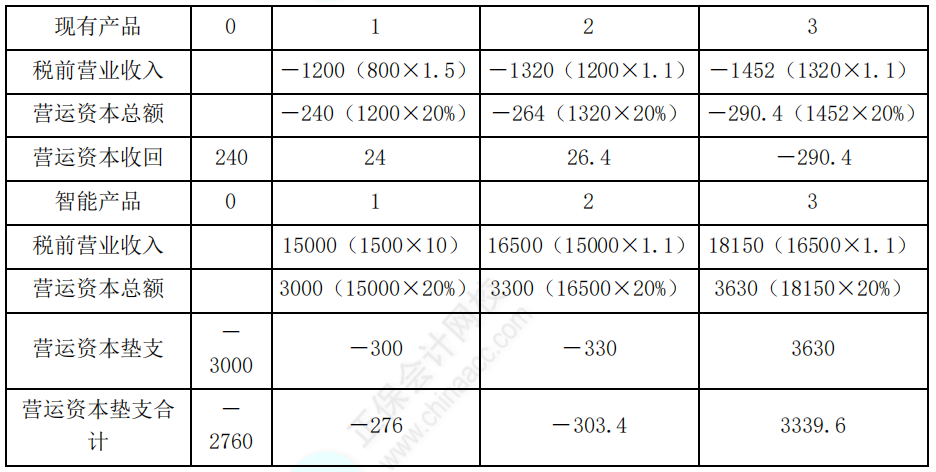 现有产品 0 1 2 3
税前营业收入 －1200（800×1.5） －1320（1200×1.1） －1452（1320×1.1）
营运资本总额 －240（1200×20%） －264（1320×20%） －290.4（1452×20%）
营运资本收回 240 24 26.4 －290.4
智能产品 0 1 2 3
税前营业收入 15000（1500×10） 16500（15000×1.1） 18150（16500×1.1）
营运资本总额 3000（15000×20%） 3300（16500×20%） 3630（18150×20%）
营运资本垫支 －3000 －300 －330 3630
营运资本垫支合计 －2760 －276 －303.4 3339.6
正保会计网校
www.chinaacc.com